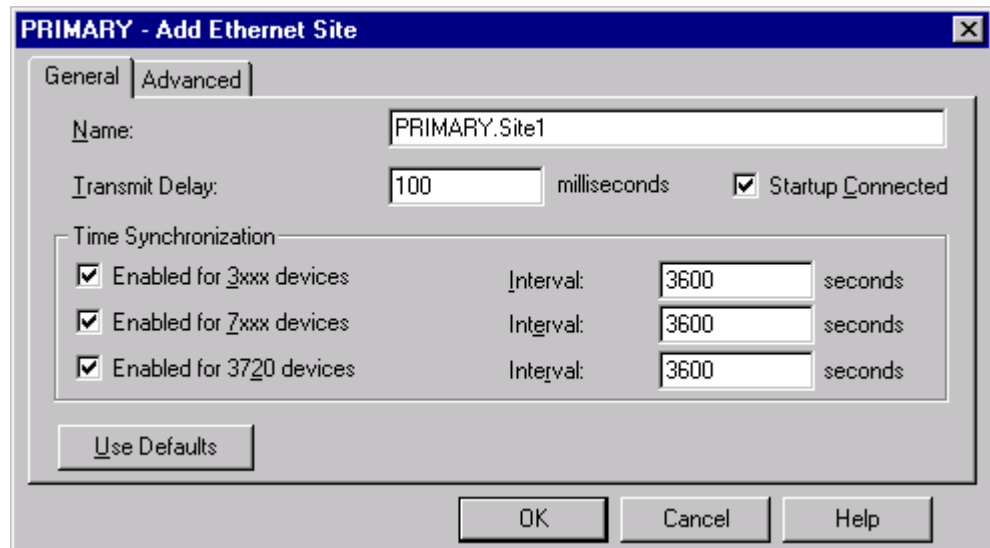 PRIMARY - Add Ethernet Site
General Advanced
Name: PRIMARY.Site1
Transmit Delay: 100 milliseconds Startup Connected
Time Synchronization
Enabled for 3xxx devices Interval: 3600 seconds
Enabled for 7xxx devices Interval: 3600 seconds
Enabled for 3720 devices Interval: 3600 seconds
Use Defaults
OK Cancel Help